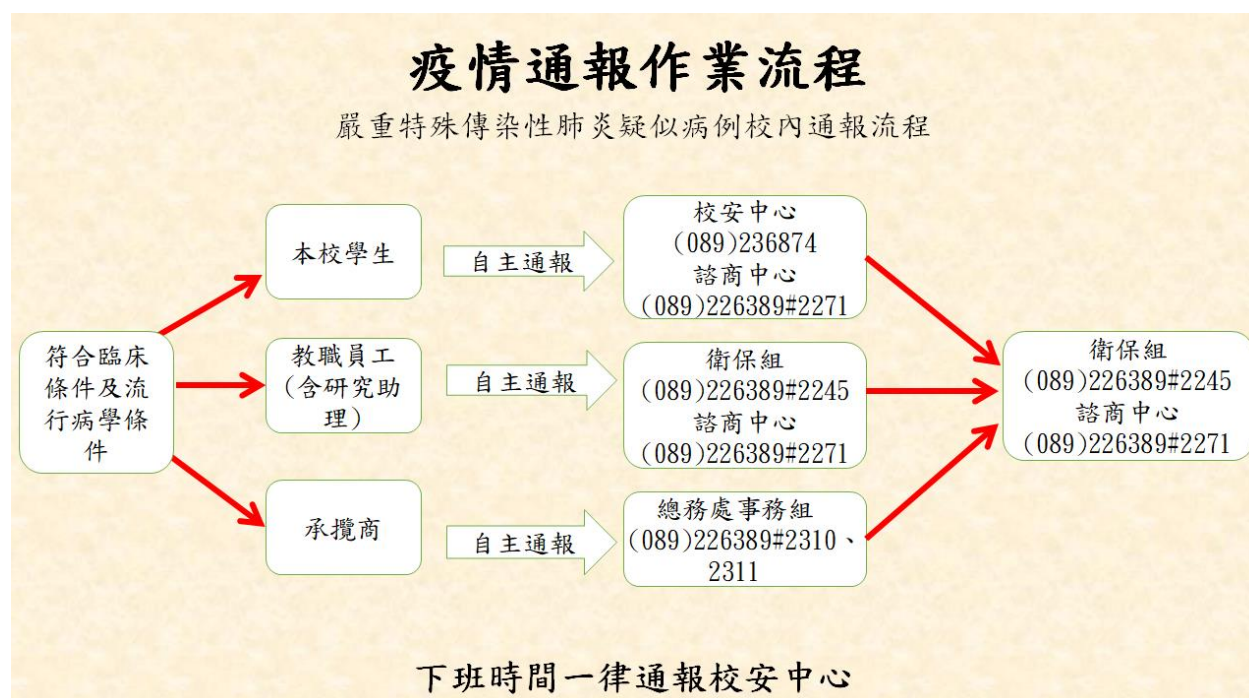 疫情通報作業流程
嚴重特殊傳染性肺炎疑似病例校內通報流程
符合臨床
條件及流
行病學條
件
本校學生
自主通報
校安中心
(089)236874
諮商中心
(089)226389#2271
教職員工
(含研究助
理)
自主通報
衛保組
(089)226389#2245
諮商中心
(089)226389#2271
承攬商
自主通報
總務處事務組
(089)226389#2310、
2311
衛保組
(089)226389#2245
諮商中心
(089)226389#2271
下班時間一律通報校安中心